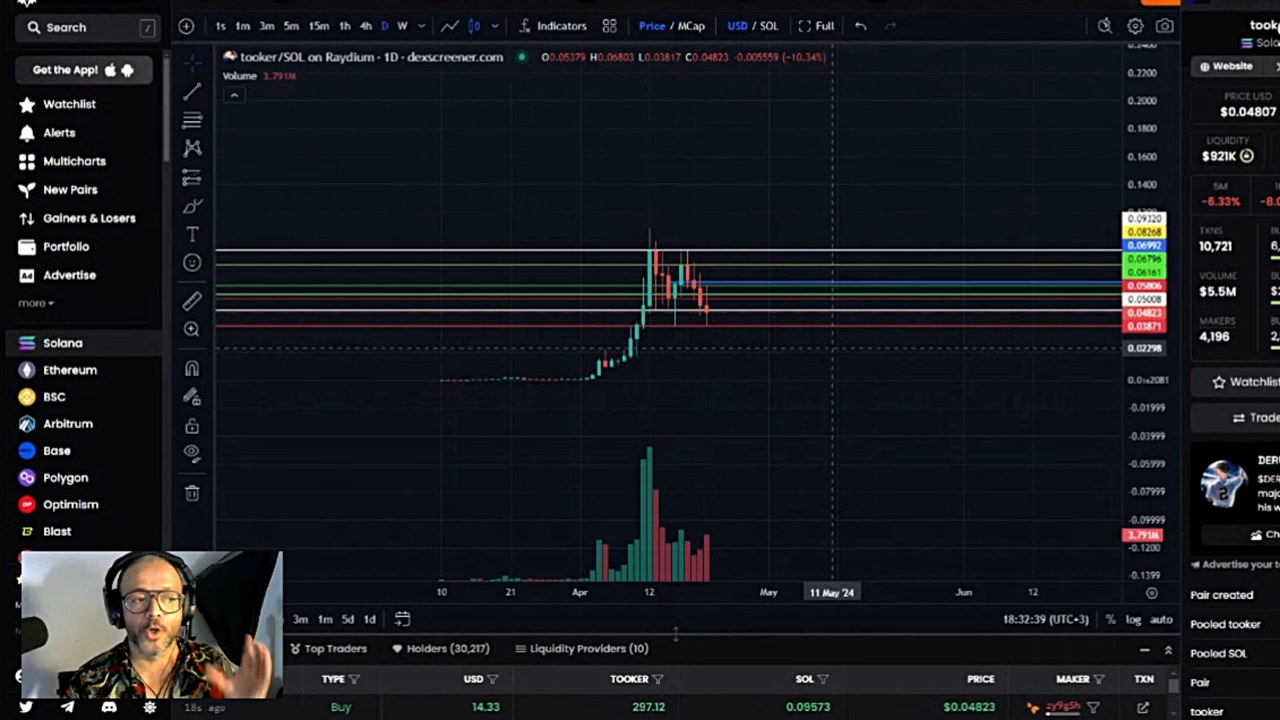 Search /
1s 1m 3m 5m 15m 1h 4h D W
Indicators
Price / MCap
USD / SOL
Full
tooker/SOL on Raydium - 1D - dexscreener.com
O0.05379 H0.06803 L0.03817 C0.04823 -0.005559 (-10.34%)
Volume 3.791M
Get the App!
Watchlist
Alerts
Multicharts
New Pairs
Gainers & Losers
Portfolio
Ad Advertise
more
Solana
Ethereum
BSC
Arbitrum
Base
Polygon
Optimism
Blast
0.2200
0.2000
0.1800
0.1600
0.1400
0.09320
0.08268
0.06992
0.06796
0.06161
0.05806
0.05008
0.04823
0.03871
0.02298
-0.01999
-0.03999
-0.05999
-0.07999
-0.09999
3.791M
-0.1200
-0.1399
10 21 Apr 12 May 11 May '24 Jun 12
3m 1m 5d 1d
18:32:39 (UTC+3) % log auto
Top Traders
Holders (30,217)
Liquidity Providers (10)
TYPE USD TOOKER SOL PRICE MAKER TXN
18s ago Buy 14.33 297.12 0.09573 $0.04823 zy9gSh
Website
PRICE USD
$0.04807
LIQUIDITY
$921K
5M
-6.33%
TXNS
10,721
VOLUME
$5.5M
MAKERS
4,196
Watchlist
Trade
Advertise your
Pair created
Pooled tooker
Pooled SOL
Pair
tooker